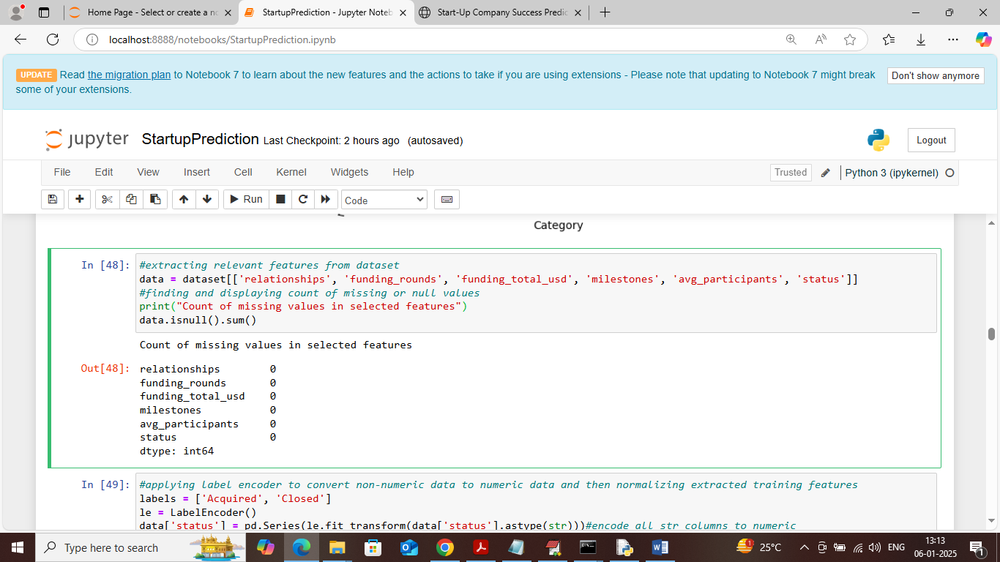 Home Page - Select or create a no
StartupPrediction - Jupyter Noteb
Start-Up Company Success Predic
localhost:8888/notebooks/StartupPrediction.ipynb
UPDATE Read the migration plan to Notebook 7 to learn about the new features and the actions to take if you are using extensions - Please note that updating to Notebook 7 might break
some of your extensions.
Don't show anymore
jupyter StartupPrediction Last Checkpoint: 2 hours ago (autosaved)
Logout
File Edit View Insert Cell Kernel Widgets Help
Trusted Python 3 (ipykernel)
Run Code
Category
In [48]: #extracting relevant features from dataset
data = dataset[['relationships', 'funding_rounds', 'funding_total_usd', 'milestones', 'avg_participants', 'status']]
#finding and displaying count of missing or null values
print("Count of missing values in selected features")
data.isnull().sum()
Count of missing values in selected features
Out[48]: relationships 0
funding_rounds 0
funding_total_usd 0
milestones 0
avg_participants 0
status 0
dtype: int64
In [49]: #applying label encoder to convert non-numeric data to numeric data and then normalizing extracted training features
labels = ['Acquired', 'Closed']
le = LabelEncoder()
data['status'] = pd.Series(le.fit_transform(data['status'].astype(str)))#encode all str columns to numeric
Type here to search
25°C
ENG
13:13
06-01-2025
1